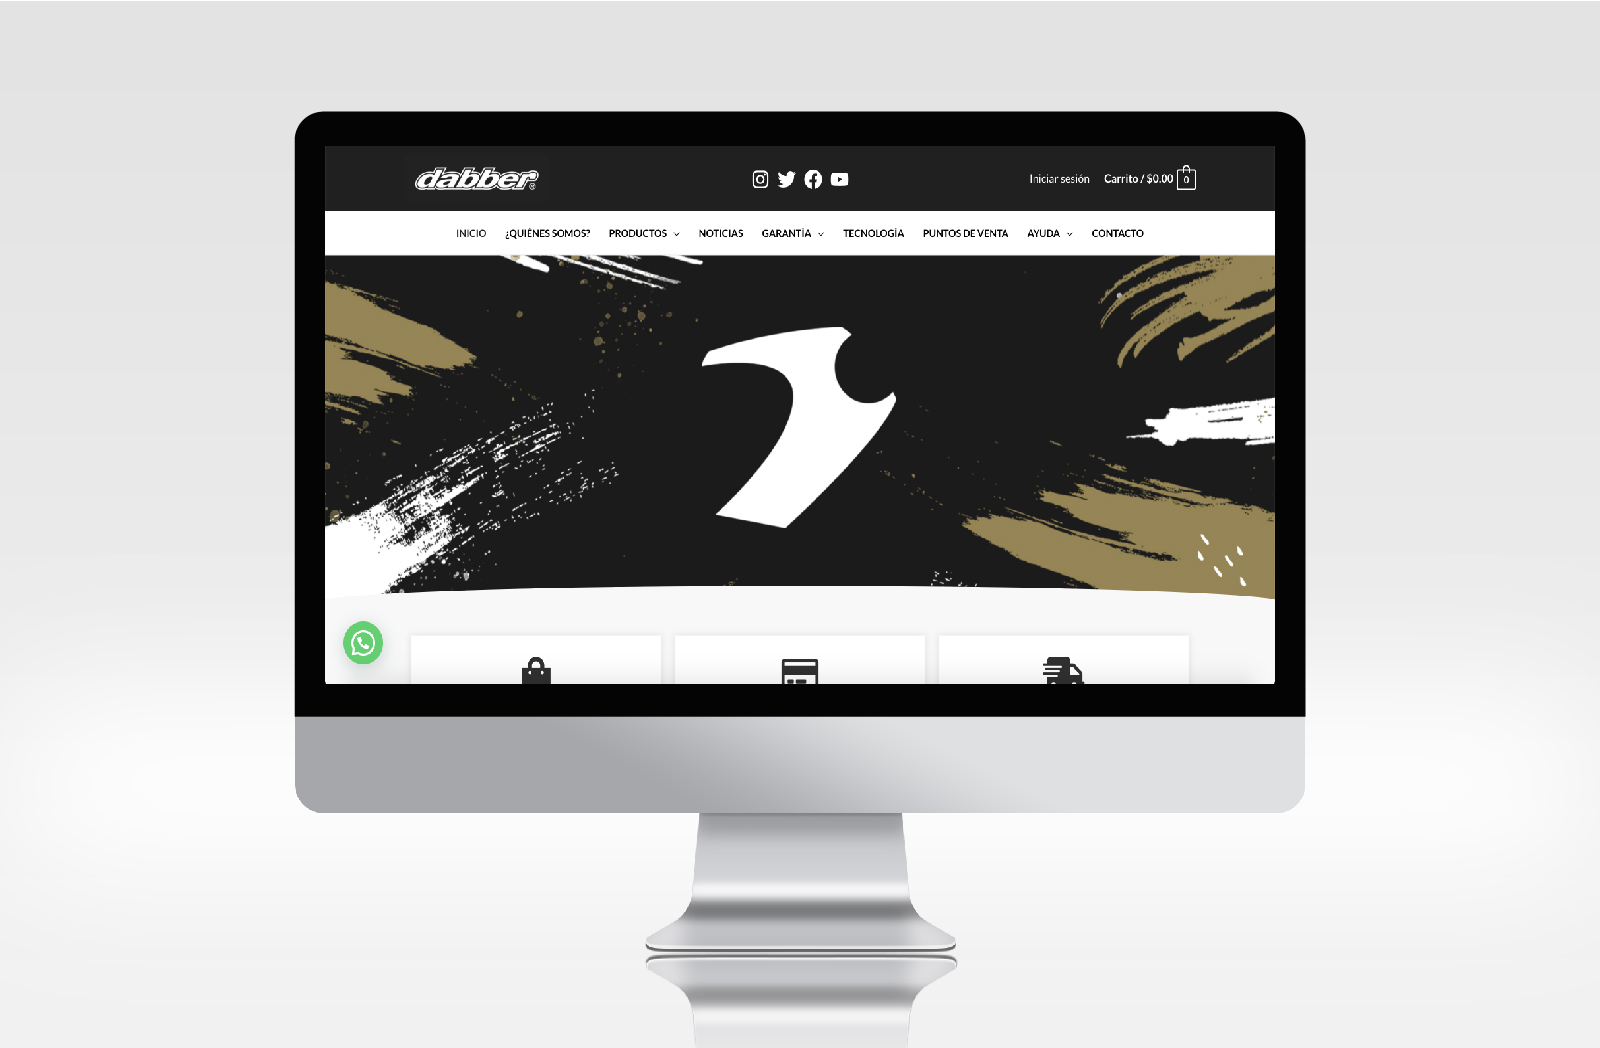 dabber®
Iniciar sesión
Carrito / $0.00
0
INICIO ¿QUIÉNES SOMOS? PRODUCTOS NOTICIAS GARANTÍA TECNOLOGÍA PUNTOS DE VENTA AYUDA CONTACTO